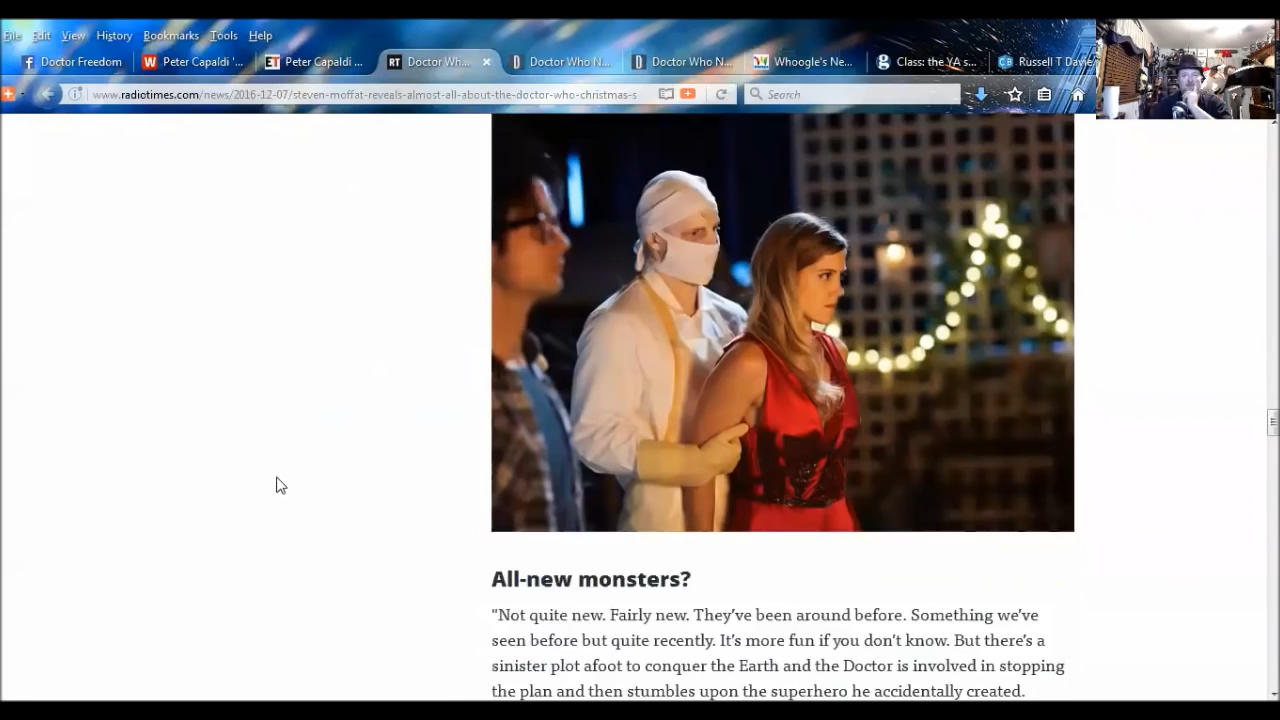 File Edit View History Bookmarks Tools Help
Doctor Freedom
Peter Capaldi '...
Peter Capaldi ...
Doctor Wh...
Doctor Who N...
Doctor Who N...
Whoogle's Ne...
Class: the YA s...
Russell T Davie
www.radiotimes.com/news/2016-12-07/steven-moffat-reveals-almost-all-about-the-doctor-who-christmas-s
Search
All-new monsters?
"Not quite new. Fairly new. They've been around before. Something we've
seen before but quite recently. It's more fun if you don't know. But there's a
sinister plot afoot to conquer the Earth and the Doctor is involved in stopping
the plan and then stumbles upon the superhero he accidentally created.